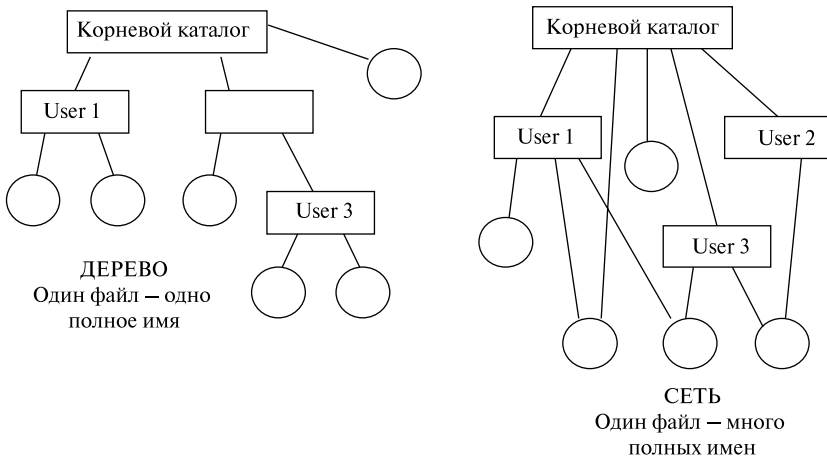 Корневой каталог
User 1
User 3
ДЕРЕВО
Один файл – одно
полное имя
Корневой каталог
User 1
User 2
User 3
СЕТЬ
Один файл – много
полных имен